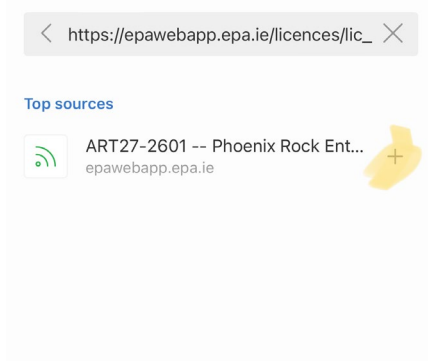 https://epawebapp.epa.ie/licences/lic_
Top sources
ART27-2601 -- Phoenix Rock Ent...
epawebapp.epa.ie